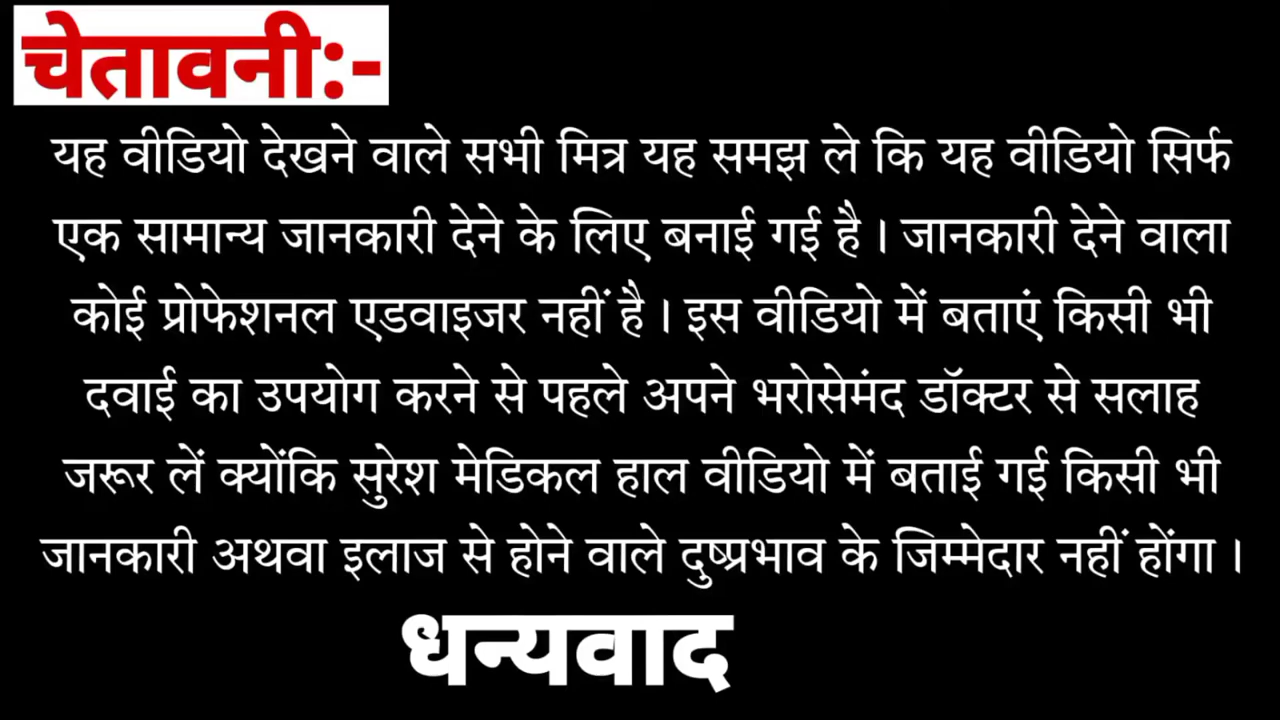 चेतावनी:-
यह वीडियो देखने वाले सभी मित्र यह समझ ले कि यह वीडियो सिर्फ
एक सामान्य जानकारी देने के लिए बनाई गई है । जानकारी देने वाला
कोई प्रोफेशनल एडवाइजर नहीं है । इस वीडियो में बताएं किसी भी
दवाई का उपयोग करने से पहले अपने भरोसेमंद डॉक्टर से सलाह
जरूर लें क्योंकि सुरेश मेडिकल हाल वीडियो में बताई गई किसी भी
जानकारी अथवा इलाज से होने वाले दुष्प्रभाव के जिम्मेदार नहीं होंगा ।
धन्यवाद